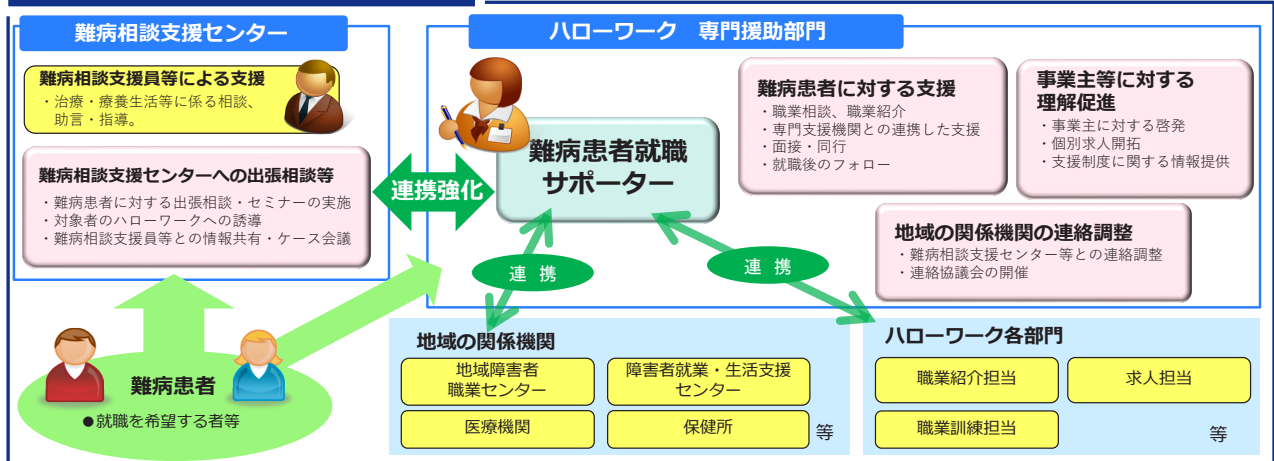 難病相談支援センター
難病相談支援員等による支援
・治療・療養生活等に係る相談、
助言・指導。
難病相談支援センターへの出張相談等
・難病患者に対する出張相談・セミナーの実施
・対象者のハローワークへの誘導
・難病相談支援員等との情報共有・ケース会議
連携強化
ハローワーク　専門援助部門
難病患者就職
サポーター
難病患者に対する支援
・職業相談、職業紹介
・専門支援機関との連携した支援
・面接・同行
・就職後のフォロー
事業主等に対する
理解促進
・事業主に対する啓発
・個別求人開拓
・支援制度に関する情報提供
地域の関係機関の連絡調整
・難病相談支援センター等との連絡調整
・連絡協議会の開催
連 携
連 携
難病患者
●就職を希望する者等
地域の関係機関
地域障害者
職業センター
障害者就業・生活支援
センター
医療機関
保健所
等
ハローワーク各部門
職業紹介担当
求人担当
職業訓練担当
等